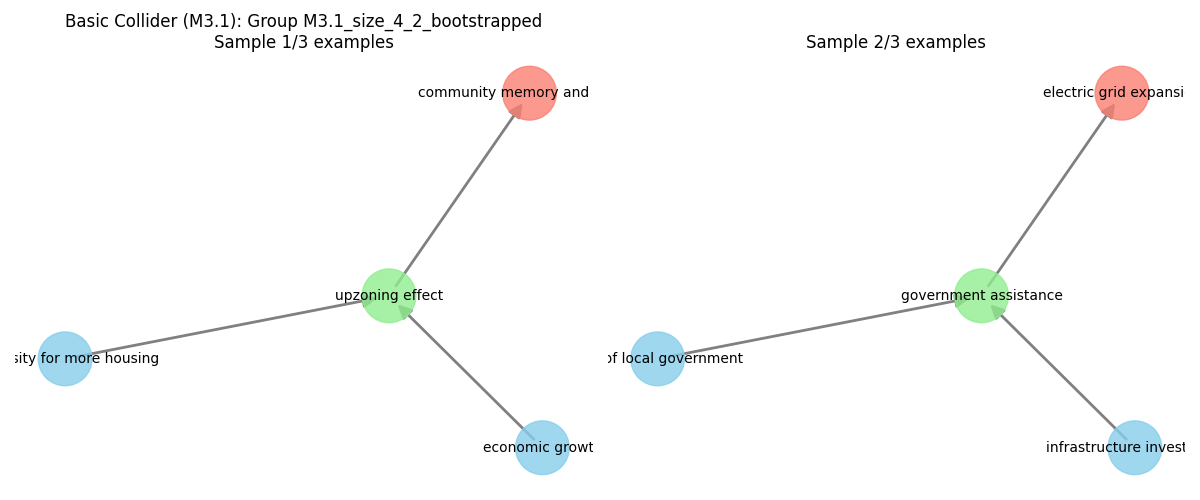 Basic Collider (M3.1): Group M3.1_size_4_2_bootstrapped
Sample 1/3 examples
Sample 2/3 examples
community memory and
electric grid expansi
upzoning effect
government assistance
sity for more housing
of local government
economic growt
infrastructure invest